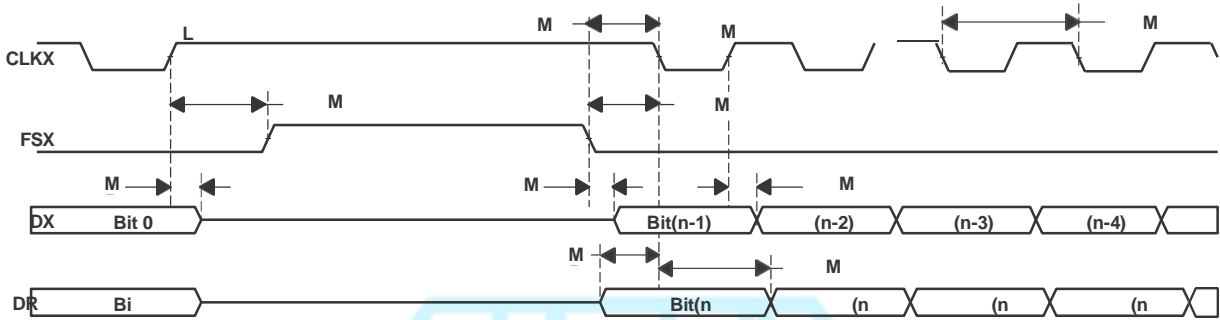 M M M
L
CLKX
M M
FSX
M M M
DX Bit 0 Bit(n-1) (n-2) (n-3) (n-4)
M M
DR Bi Bit(n (n (n (n